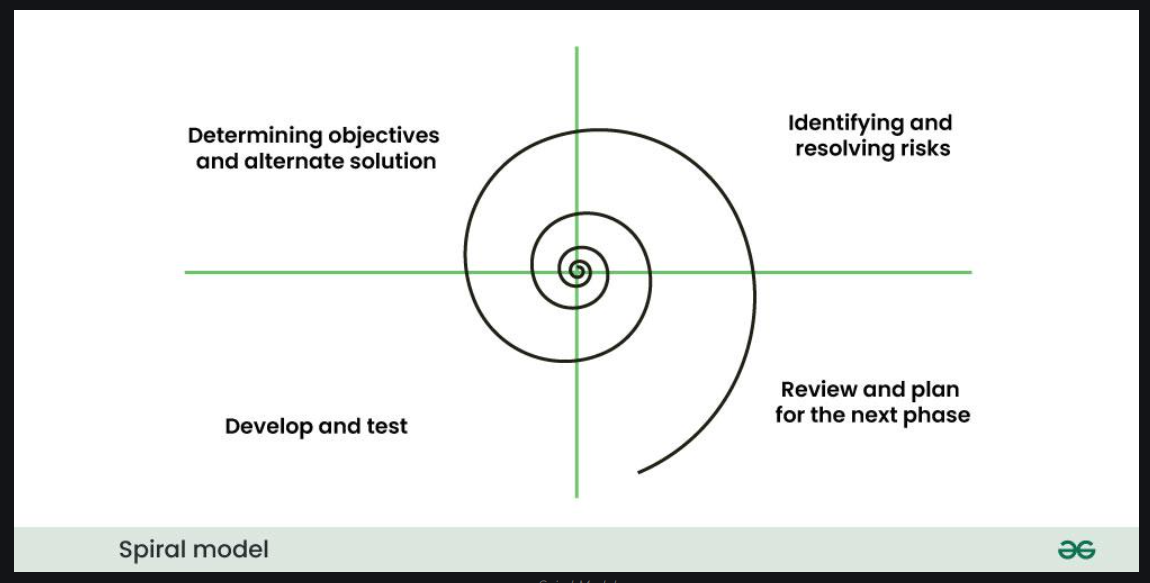 Determining objectives
and alternate solution
Identifying and
resolving risks
Develop and test
Review and plan
for the next phase
Spiral model